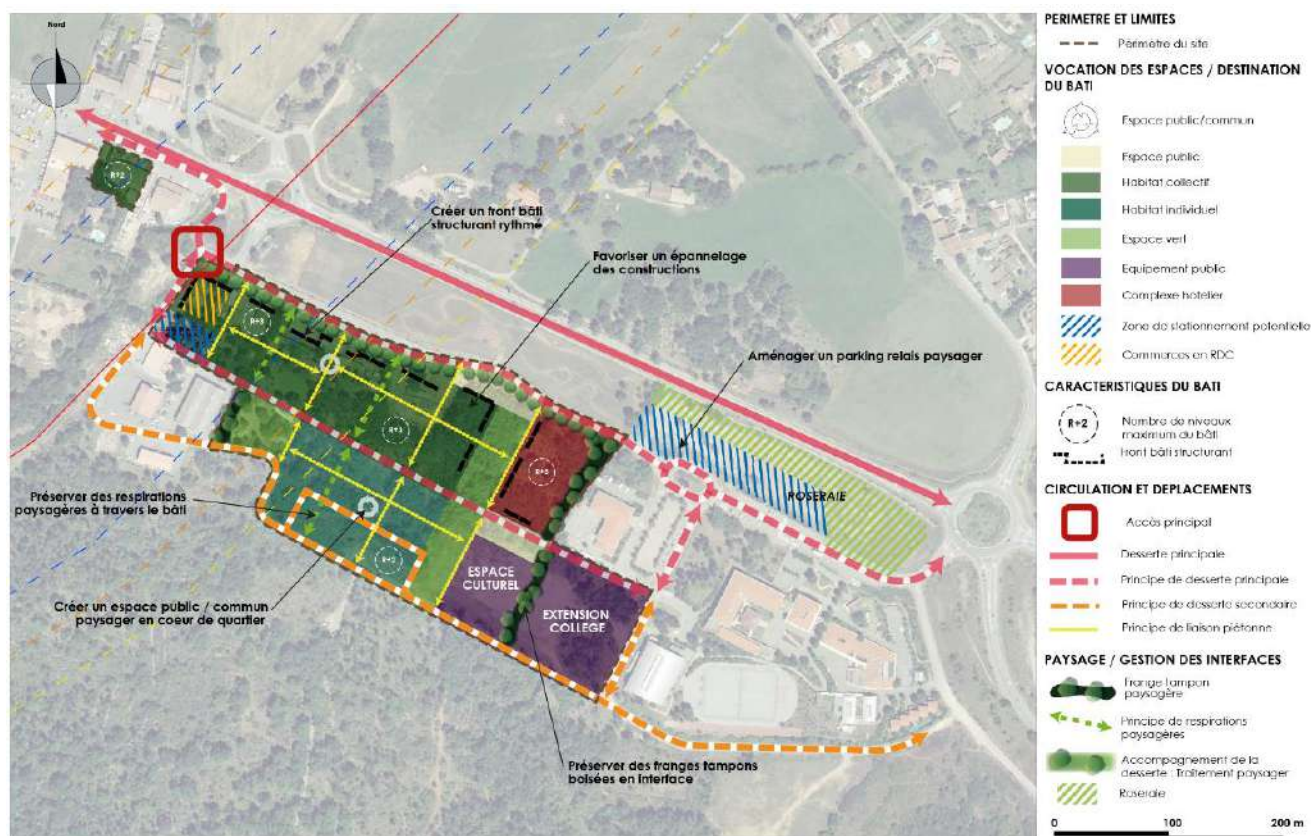 Nord
R+2
Créer un front bâti
structurant rythmé
Favoriser un épannelage
des constructions
R+3
Aménager un parking relais paysager
R+3
ROSERAIE
Préserver des respirations
paysagères à travers le bâti
ESPACE
CULTUREL
Créer un espace public / commun
paysager en coeur de quartier
EXTENSION
COLLEGE
Préserver des franges tampons
boisées en interface
PERIMETRE ET LIMITES
Périmètre du site
VOCATION DES ESPACES / DESTINATION
DU BATI
Espace public/commun
Espace public
Habitat collectif
Habitat individuel
Espace vert
Equipement public
Complexe hotelier
Zone de stationnement potentielle
Commerces en RDC
CARACTERISTIQUES DU BATI
R+2
Nombre de niveaux
maximum du bâti
Front bâti structurant
CIRCULATION ET DEPLACEMENTS
Accès principal
Desserte principale
Principe de desserte principale
Principe de desserte secondaire
Principe de liaison piétonne
PAYSAGE / GESTION DES INTERFACES
Frange tampon
paysagère
Principe de respirations
paysagères
Accompagnement de la
desserte : Traitement paysager
Roseraie
0 100 200 m